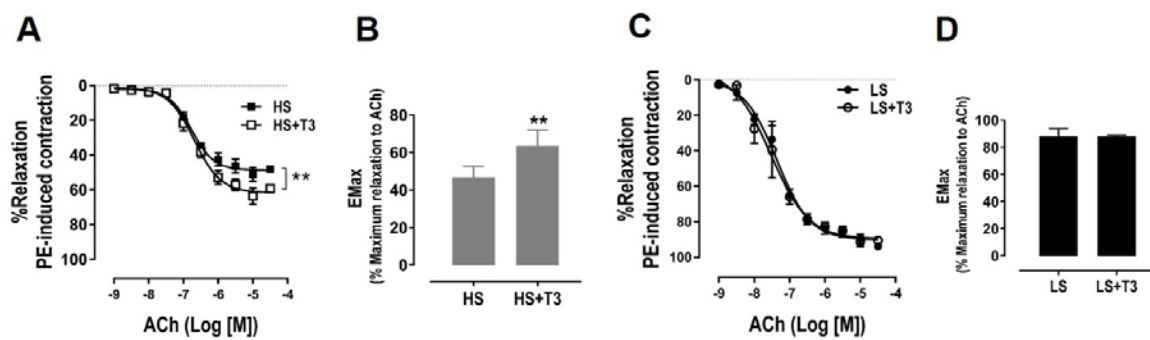 A
%Relaxation
PE-induced contraction
0
20
40
60
80
100
HS
HS+T3
**
-9 -8 -7 -6 -5 -4
ACh (Log [M])
B
EMax
(% Maximum relaxation to ACh)
80
60
40
20
0
**
HS HS+T3
C
%Relaxation
PE-induced contraction
0
20
40
60
80
100
LS
LS+T3
-9 -8 -7 -6 -5 -4
ACh (Log [M])
D
EMax
(% Maximum relaxation to ACh)
100
80
60
40
20
0
LS LS+T3